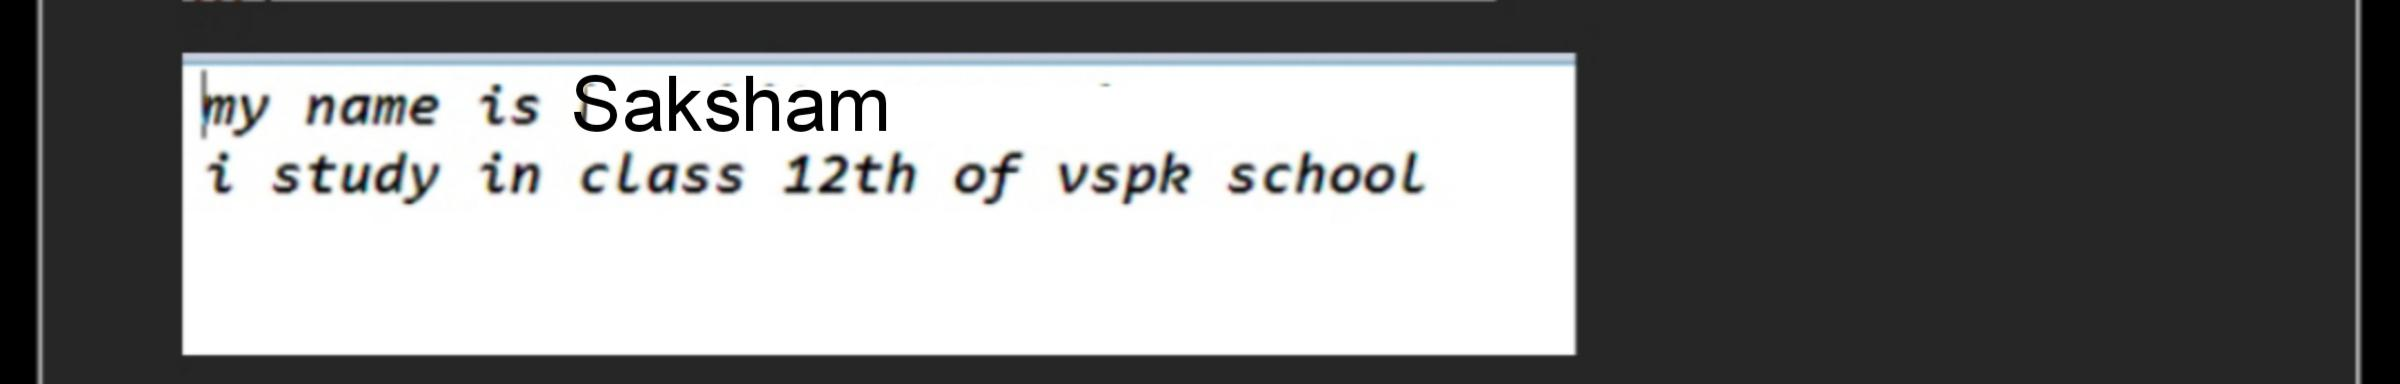 my name is Saksham
i study in class 12th of vspk school